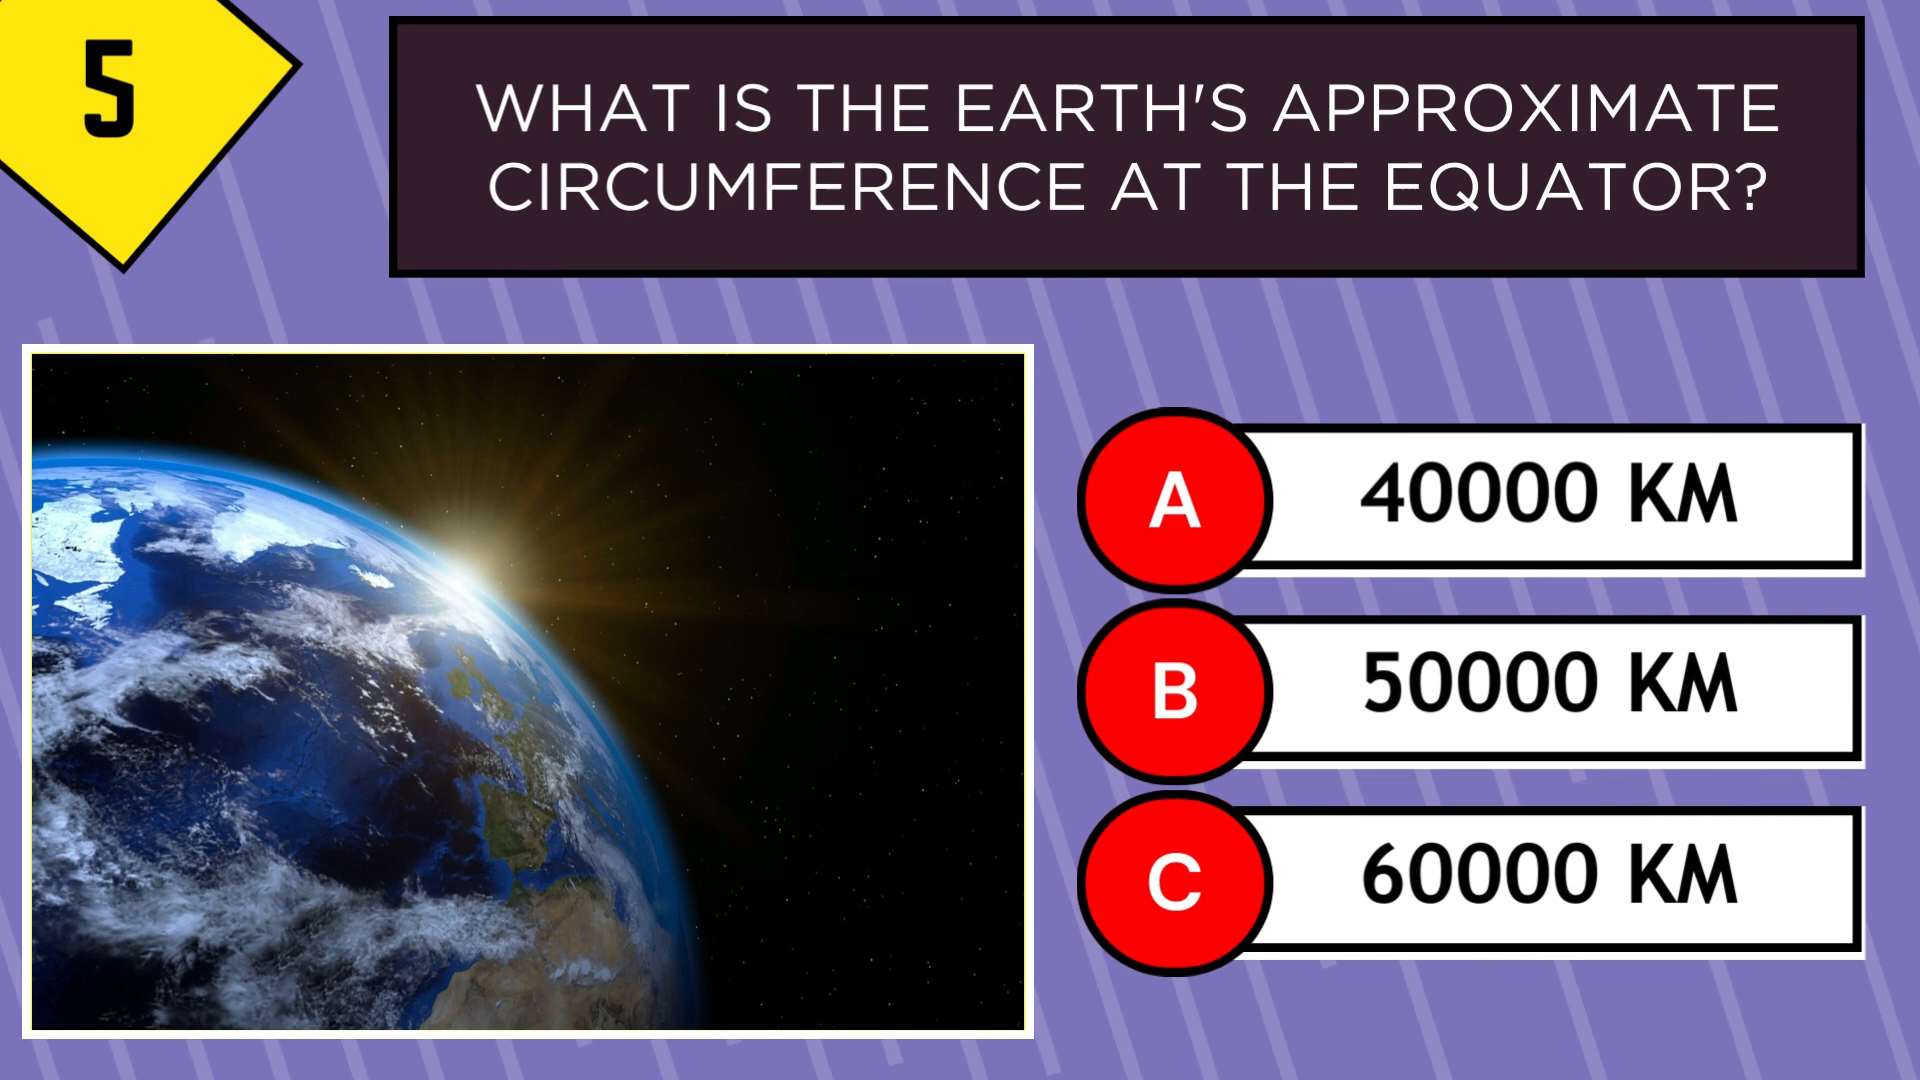 5
WHAT IS THE EARTH'S APPROXIMATE
CIRCUMFERENCE AT THE EQUATOR?
A 40000 KM
B 50000 KM
C 60000 KM